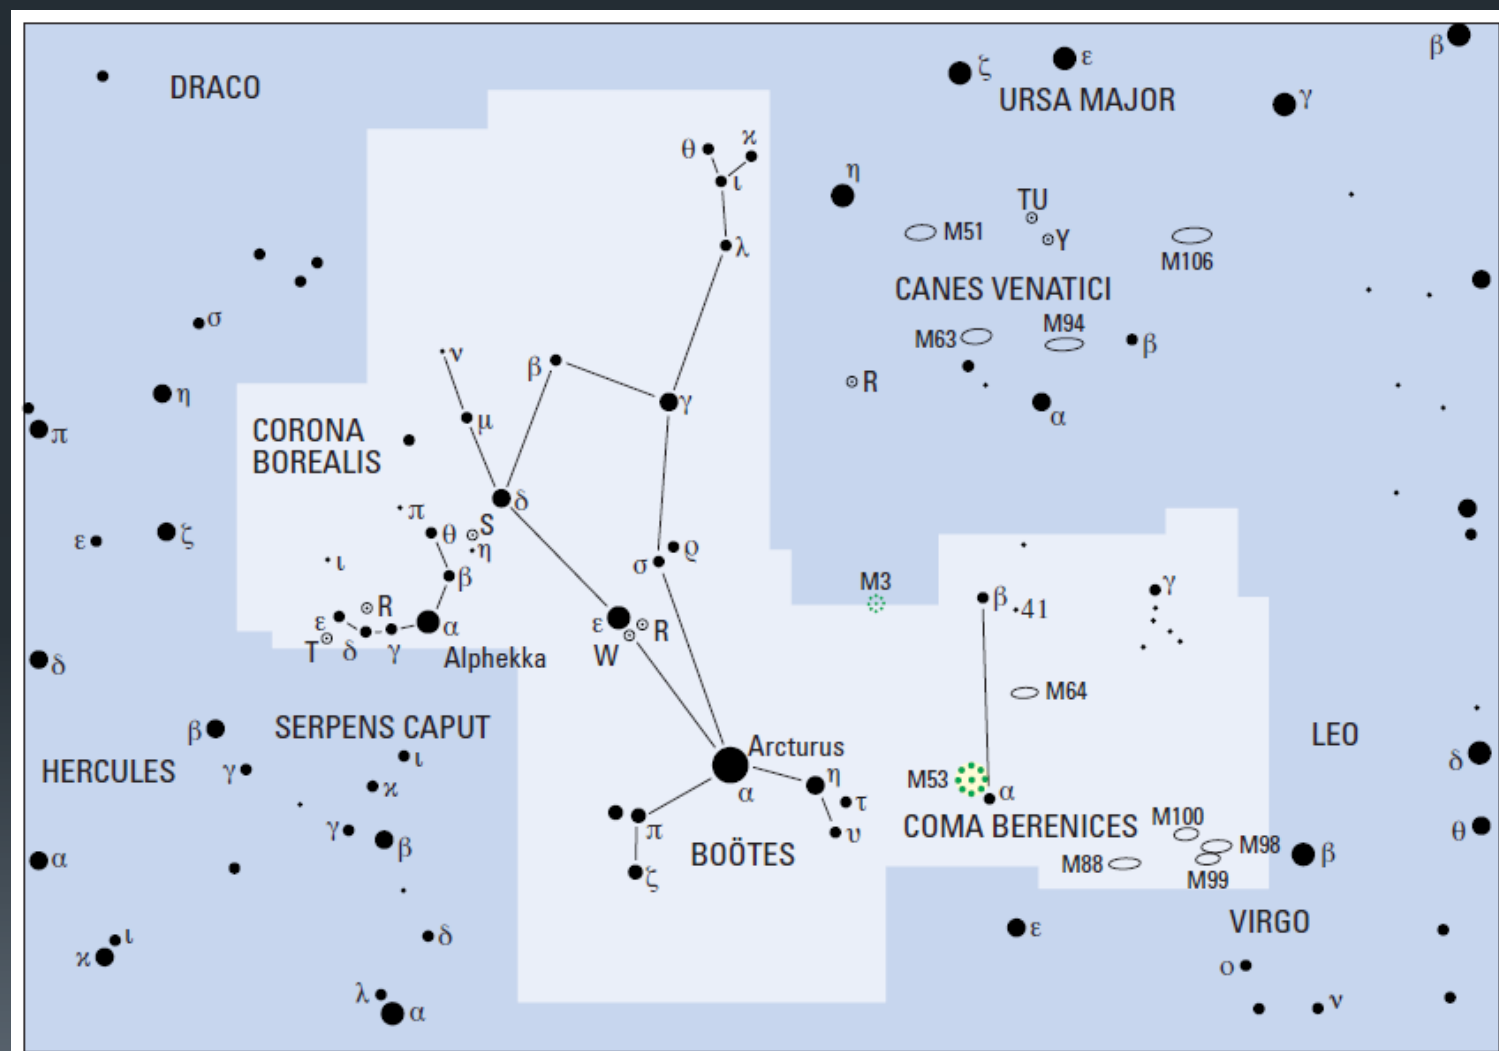 β
ζ
ε
DRACO
URSA MAJOR
γ
θ
ϰ
ι
η
TU
M51
Y
λ
M106
CANES VENATICI
σ
M94
M63
β
ν
β
R
η
γ
α
μ
π
CORONA
BOREALIS
δ
π
S
θ
ε
ζ
η
ϱ
ι
σ
β
M3
γ
β
41
R
ε
α
ε
R
T
δ
γ
W
Alphekka
δ
M64
β
SERPENS CAPUT
LEO
Arcturus
ι
δ
HERCULES
γ
η
M53
ϰ
α
τ
α
M100
COMA BERENICES
θ
γ
υ
π
β
M98
BOÖTES
β
α
M88
M99
ζ
VIRGO
ε
ι
δ
ϰ
ο
λ
ν
α